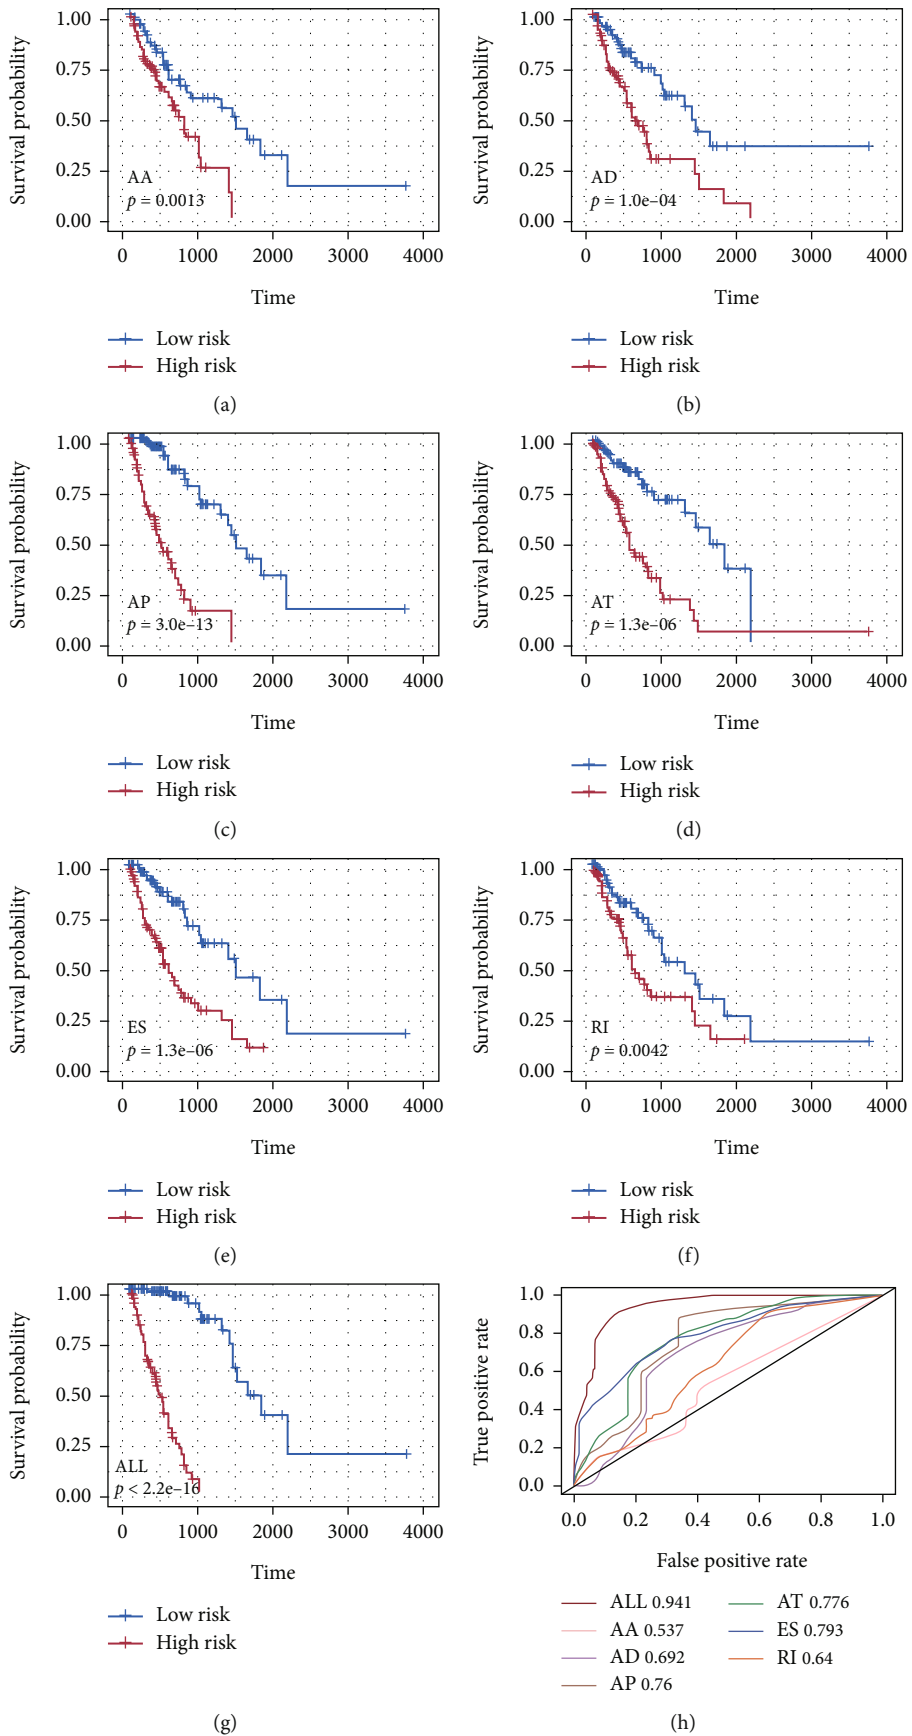 1.00
0.75
0.50
0.25
0.00
Survival probability
AA
p = 0.0013
0 1000 2000 3000 4000
Time
Low risk
High risk
(a)
1.00
0.75
0.50
0.25
0.00
Survival probability
AD
p = 1.0e–04
0 1000 2000 3000 4000
Time
Low risk
High risk
(b)
1.00
0.75
0.50
0.25
0.00
Survival probability
AP
p = 3.0e–13
0 1000 2000 3000 4000
Time
Low risk
High risk
(c)
1.00
0.75
0.50
0.25
0.00
Survival probability
AT
p = 1.3e–06
0 1000 2000 3000 4000
Time
Low risk
High risk
(d)
1.00
0.75
0.50
0.25
0.00
Survival probability
ES
p = 1.3e–06
0 1000 2000 3000 4000
Time
Low risk
High risk
(e)
1.00
0.75
0.50
0.25
0.00
Survival probability
RI
p = 0.0042
0 1000 2000 3000 4000
Time
Low risk
High risk
(f)
1.00
0.75
0.50
0.25
0.00
Survival probability
ALL
p < 2.2e–16
0 1000 2000 3000 4000
Time
Low risk
High risk
(g)
1.0
0.8
0.6
0.4
0.2
0.0
True positive rate
0.0 0.2 0.4 0.6 0.8 1.0
False positive rate
ALL 0.941
AA 0.537
AD 0.692
AP 0.76
AT 0.776
ES 0.793
RI 0.64
(h)